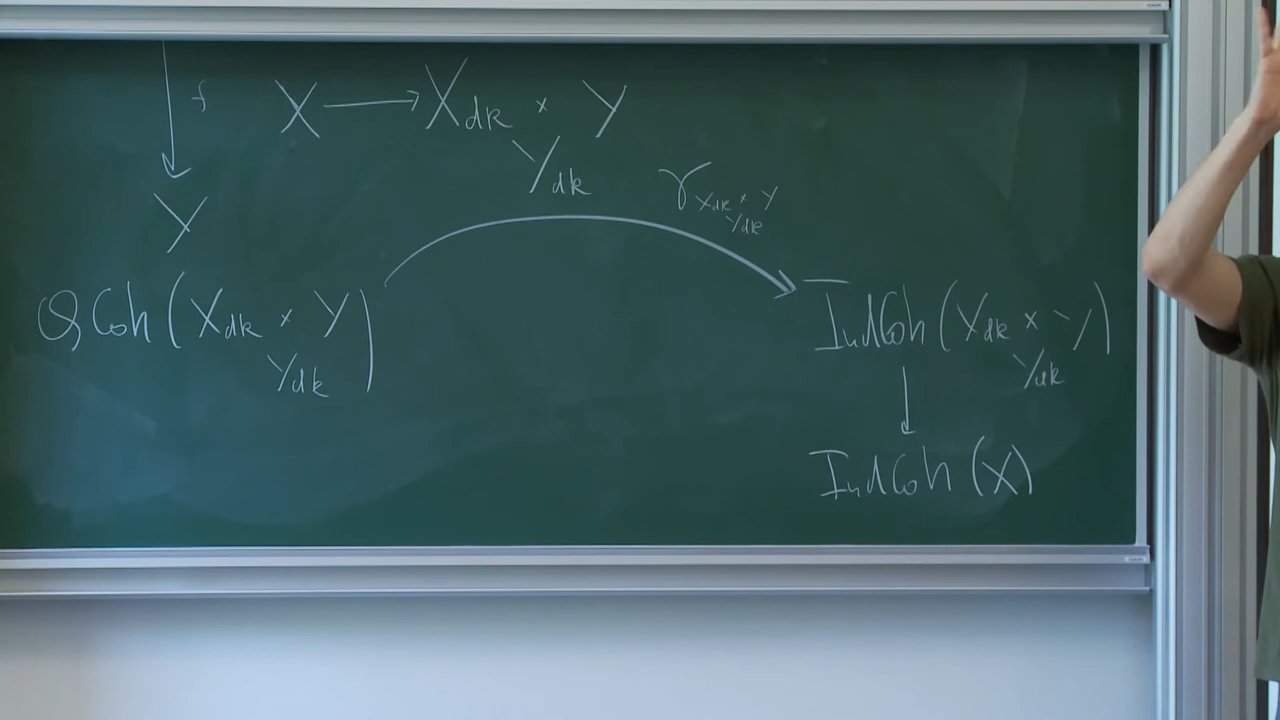 f X ⟶ X_dR × Y
Y_dR
Y
ϒ_{X_dR × Y}
Y_dR
QCoh (X_dR × Y)
Y_dR
IndCoh (X_dR × Y)
Y_dR
IndCoh (X)